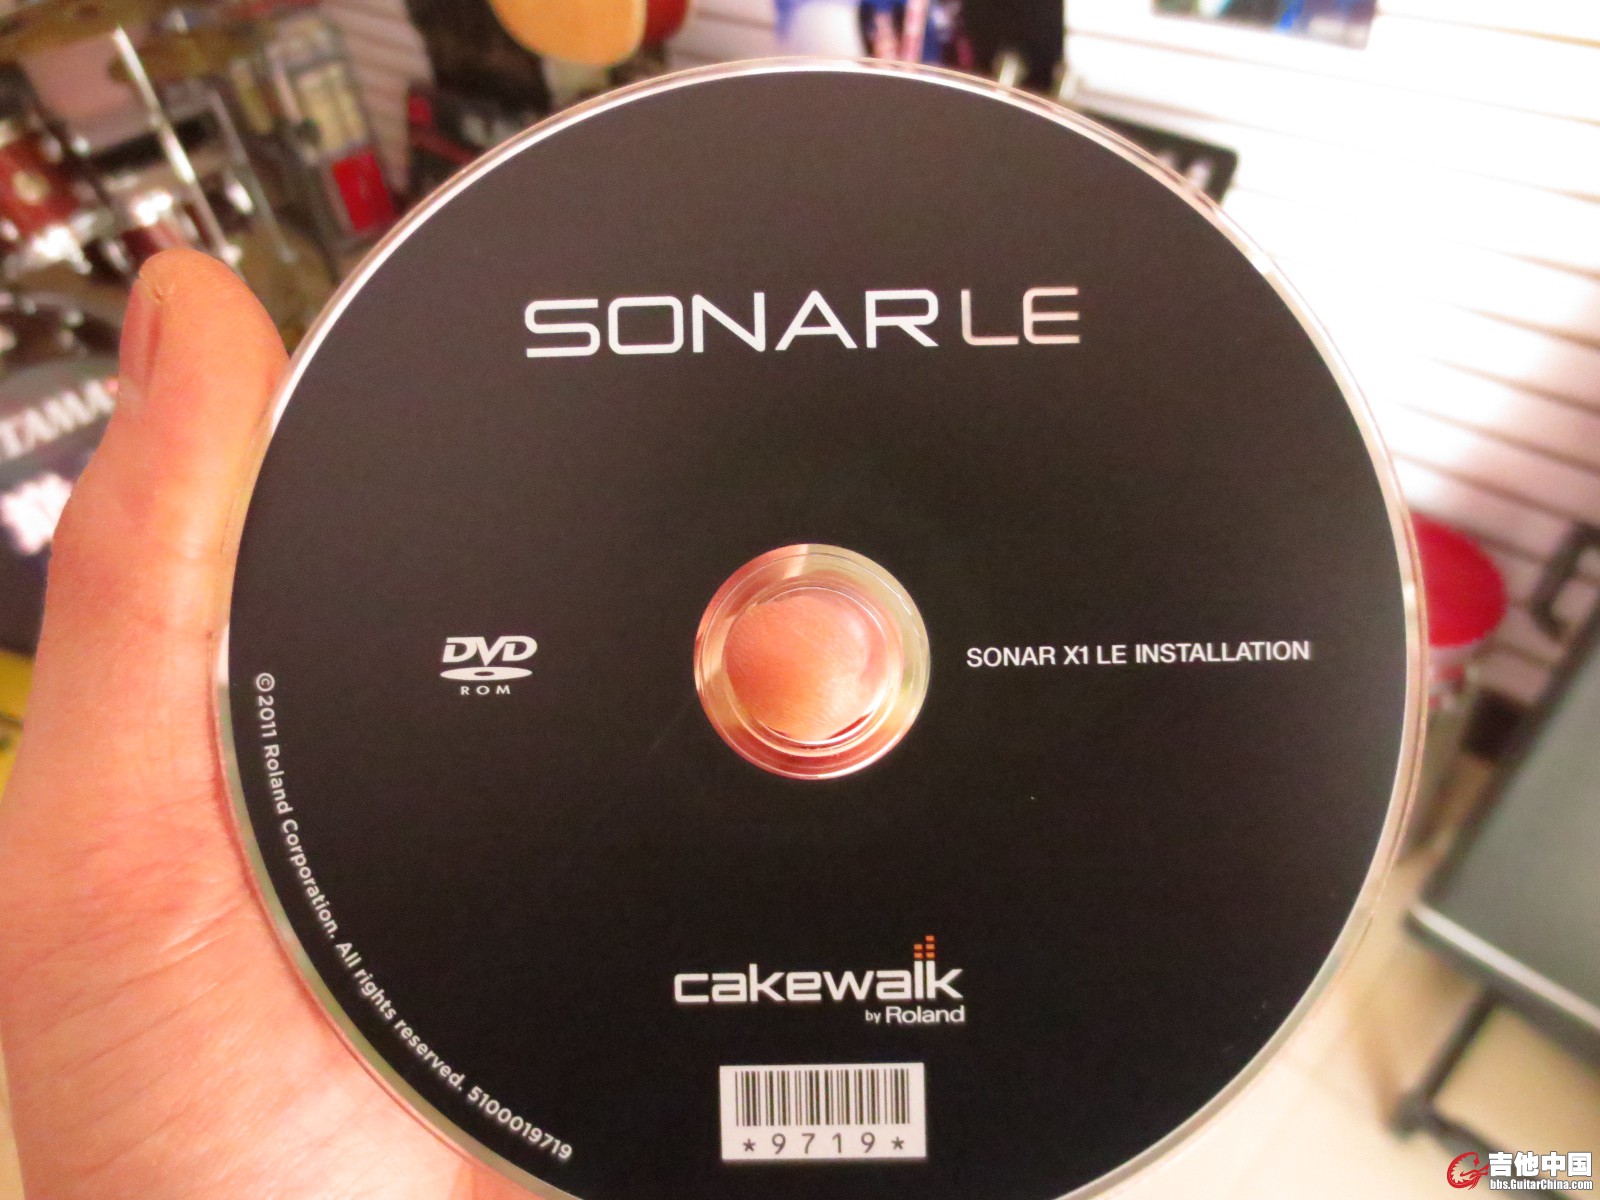 SONAR LE
DVD
ROM
SONAR X1 LE INSTALLATION
©2011 Roland Corporation. All rights reserved. 5100019719
cakewalk
by Roland
*9719*
TAMA
吉他中国
bbs.GuitarChina.com